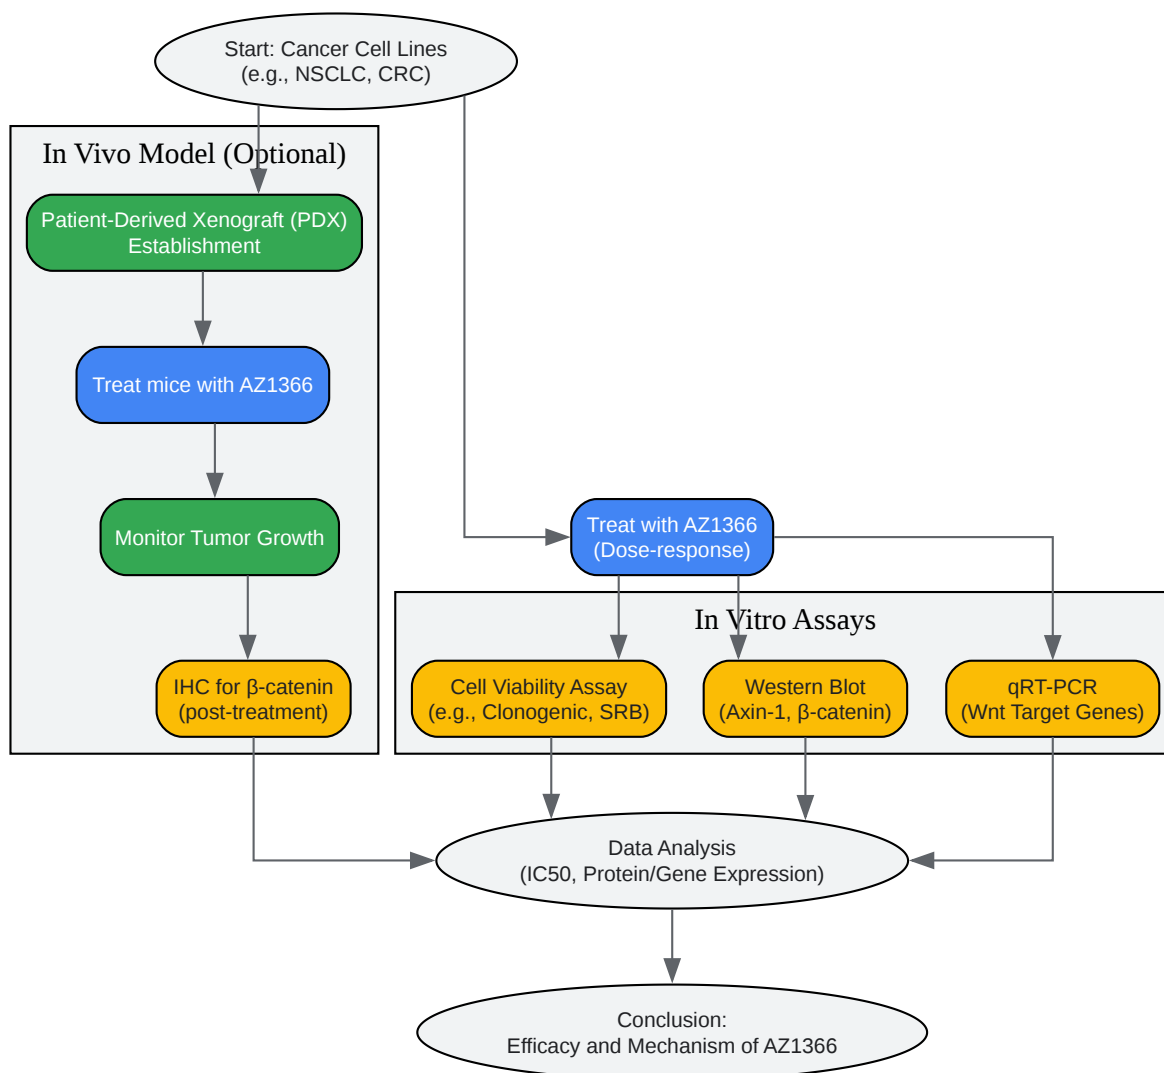 Start: Cancer Cell Lines
(e.g., NSCLC, CRC)
In Vivo Model (Optional)
Patient-Derived Xenograft (PDX)
Establishment
Treat mice with AZ1366
Monitor Tumor Growth
IHC for β-catenin
(post-treatment)
Treat with AZ1366
(Dose-response)
In Vitro Assays
Cell Viability Assay
(e.g., Clonogenic, SRB)
Western Blot
(Axin-1, β-catenin)
qRT-PCR
(Wnt Target Genes)
Data Analysis
(IC50, Protein/Gene Expression)
Conclusion:
Efficacy and Mechanism of AZ1366